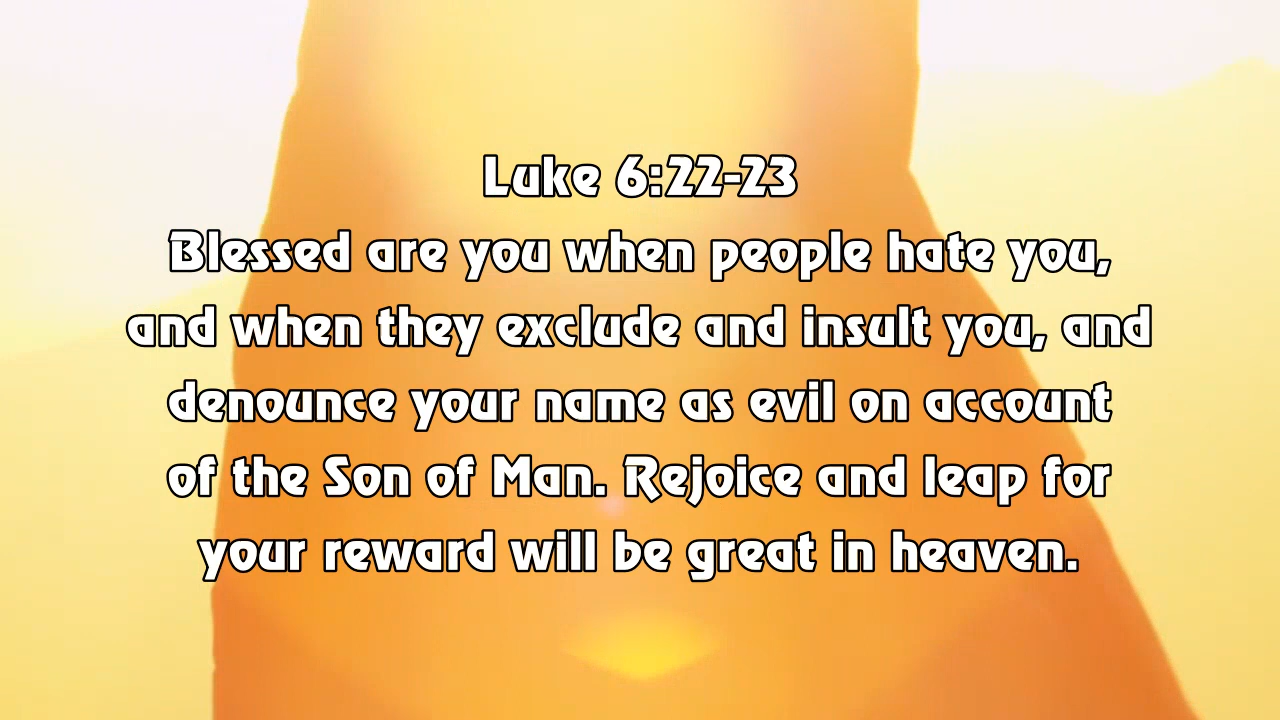 Luke 6:22-23
Blessed are you when people hate you,
and when they exclude and insult you, and
denounce your name as evil on account
of the Son of Man. Rejoice and leap for
your reward will be great in heaven.